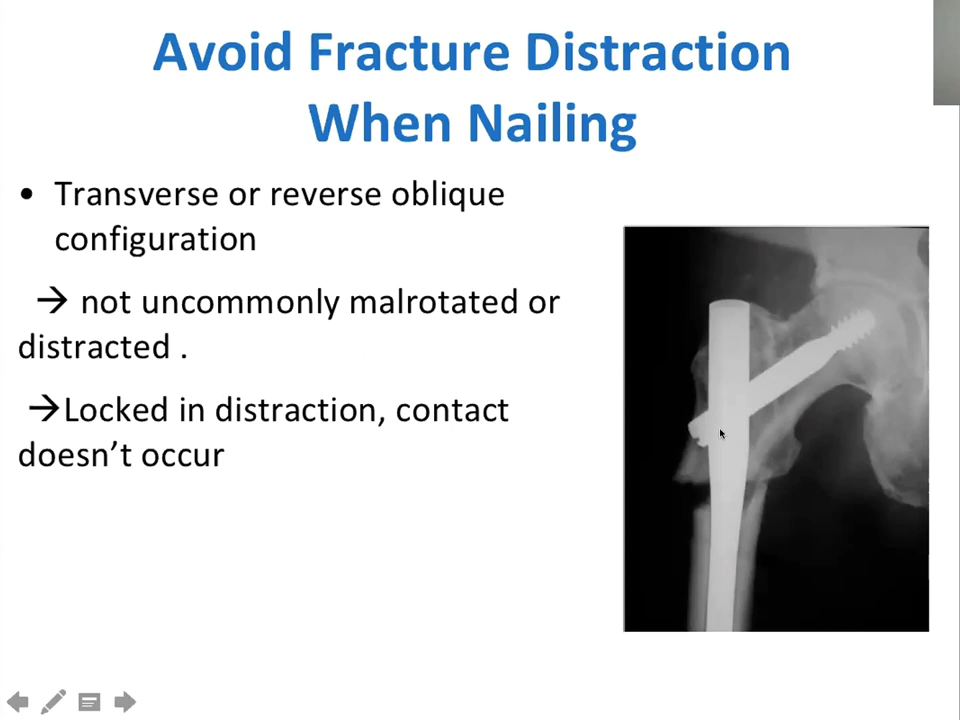 Avoid Fracture Distraction
When Nailing
• Transverse or reverse oblique
configuration
→ not uncommonly malrotated or
distracted .
→Locked in distraction, contact
doesn’t occur